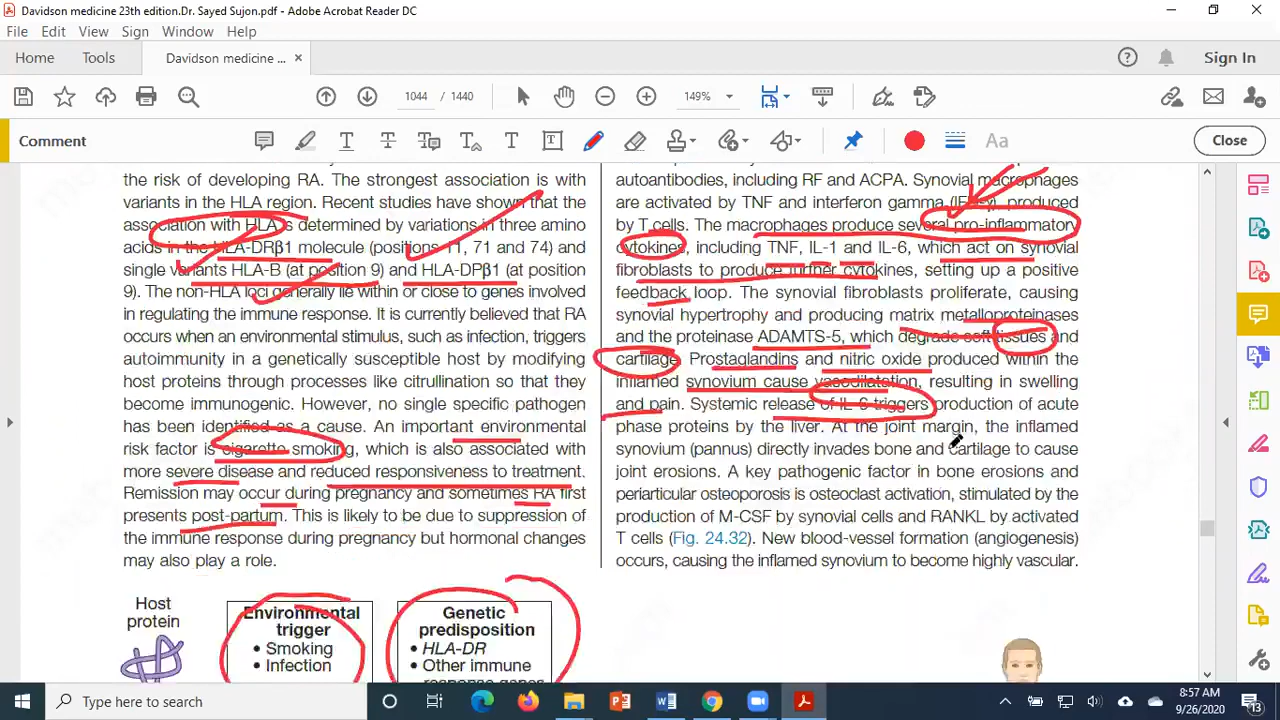 Davidson medicine 23th edition.Dr. Sayed Sujon.pdf - Adobe Acrobat Reader DC
File Edit View Sign Window Help
Home Tools Davidson medicine ... × Sign In
1044 / 1440 149%
Comment Close
the risk of developing RA. The strongest association is with
variants in the HLA region. Recent studies have shown that the
association with HLA is determined by variations in three amino
acids in the HLA-DRβ1 molecule (positions 11, 71 and 74) and
single variants HLA-B (at position 9) and HLA-DPβ1 (at position
9). The non-HLA loci generally lie within or close to genes involved
in regulating the immune response. It is currently believed that RA
occurs when an environmental stimulus, such as infection, triggers
autoimmunity in a genetically susceptible host by modifying
host proteins through processes like citrullination so that they
become immunogenic. However, no single specific pathogen
has been identified as a cause. An important environmental
risk factor is cigarette smoking, which is also associated with
more severe disease and reduced responsiveness to treatment.
Remission may occur during pregnancy and sometimes RA first
presents post-partum. This is likely to be due to suppression of
the immune response during pregnancy but hormonal changes
may also play a role.
autoantibodies, including RF and ACPA. Synovial macrophages
are activated by TNF and interferon gamma (IFN-γ), produced
by T cells. The macrophages produce several pro-inflammatory
cytokines, including TNF, IL-1 and IL-6, which act on synovial
fibroblasts to produce further cytokines, setting up a positive
feedback loop. The synovial fibroblasts proliferate, causing
synovial hypertrophy and producing matrix metalloproteinases
and the proteinase ADAMTS-5, which degrade soft tissues and
cartilage. Prostaglandins and nitric oxide produced within the
inflamed synovium cause vasodilatation, resulting in swelling
and pain. Systemic release of IL-6 triggers production of acute
phase proteins by the liver. At the joint margin, the inflamed
synovium (pannus) directly invades bone and cartilage to cause
joint erosions. A key pathogenic factor in bone erosions and
periarticular osteoporosis is osteoclast activation, stimulated by the
production of M-CSF by synovial cells and RANKL by activated
T cells (Fig. 24.32). New blood-vessel formation (angiogenesis)
occurs, causing the inflamed synovium to become highly vascular.
Host
protein
Environmental
trigger
• Smoking
• Infection
Genetic
predisposition
• HLA-DR
• Other immune
response genes
Type here to search
8:57 AM
9/26/2020
13